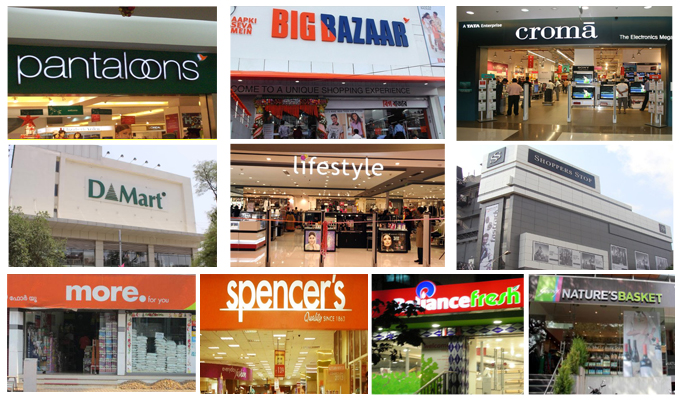 pantaloons
AAPKI
SEVA
MEIN
BIG BAZAAR
COME TO A UNIQUE SHOPPING EXPERIENCE
A TATA Enterprise
cromā
The Electronics Mega
DMart
lifestyle
SHOPPERS STOP
ഫോർ യൂ
more. for you
spencer's
Quality SINCE 1863
Reliance fresh
NATURE'S BASKET